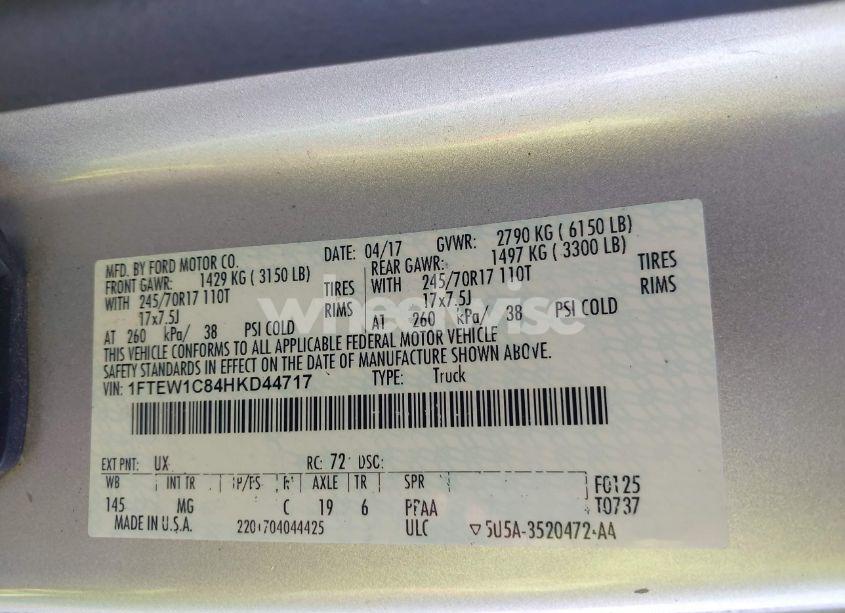 MFD. BY FORD MOTOR CO. DATE: 04/17 GVWR: 2790 KG ( 6150 LB)
FRONT GAWR: 1429 KG ( 3150 LB) REAR GAWR: 1497 KG ( 3300 LB)
WITH 245/70R17 110T TIRES WITH 245/70R17 110T TIRES
17x7.5J RIMS 17x7.5J RIMS
AT 260 kPa/ 38 PSI COLD AT 260 kPa/ 38 PSI COLD
THIS VEHICLE CONFORMS TO ALL APPLICABLE FEDERAL MOTOR VEHICLE
SAFETY STANDARDS IN EFFECT ON THE DATE OF MANUFACTURE SHOWN ABOVE.
VIN: 1FTEW1C84HKD44717 TYPE: Truck
EXT PNT: UX RC: 72 DSC:
WB INT TR TP/PS R AXLE TR SPR
145 MG C 19 6 PFAA
F0125
T0737
MADE IN U.S.A. ULC ▽5U5A-3520472-AA
wheelwise